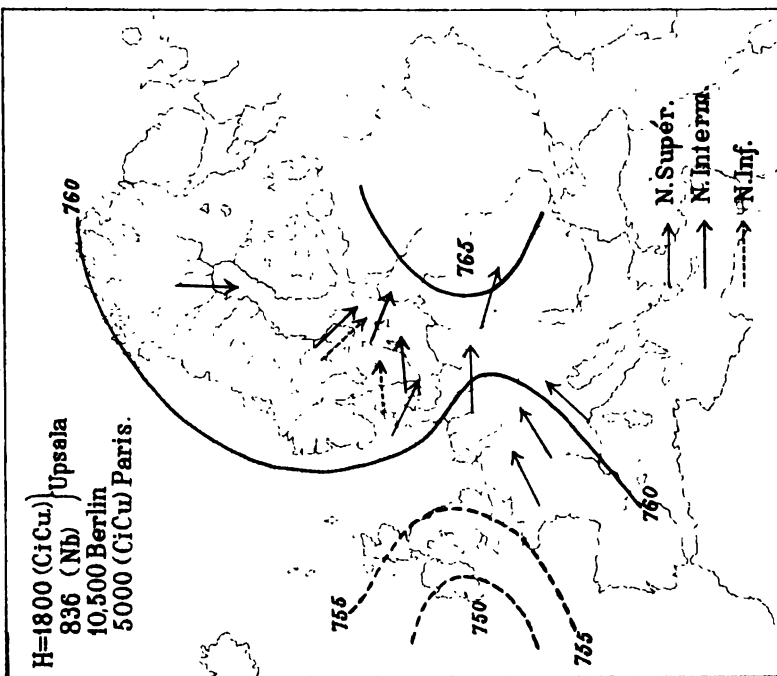 H=1800 (CiCu.)
836 (Nb)
}Upsala
10,500 Berlin
5000 (CiCu) Paris.
760
765
760
755
750
755
N.Supér.
N.Interm.
N.Inf.